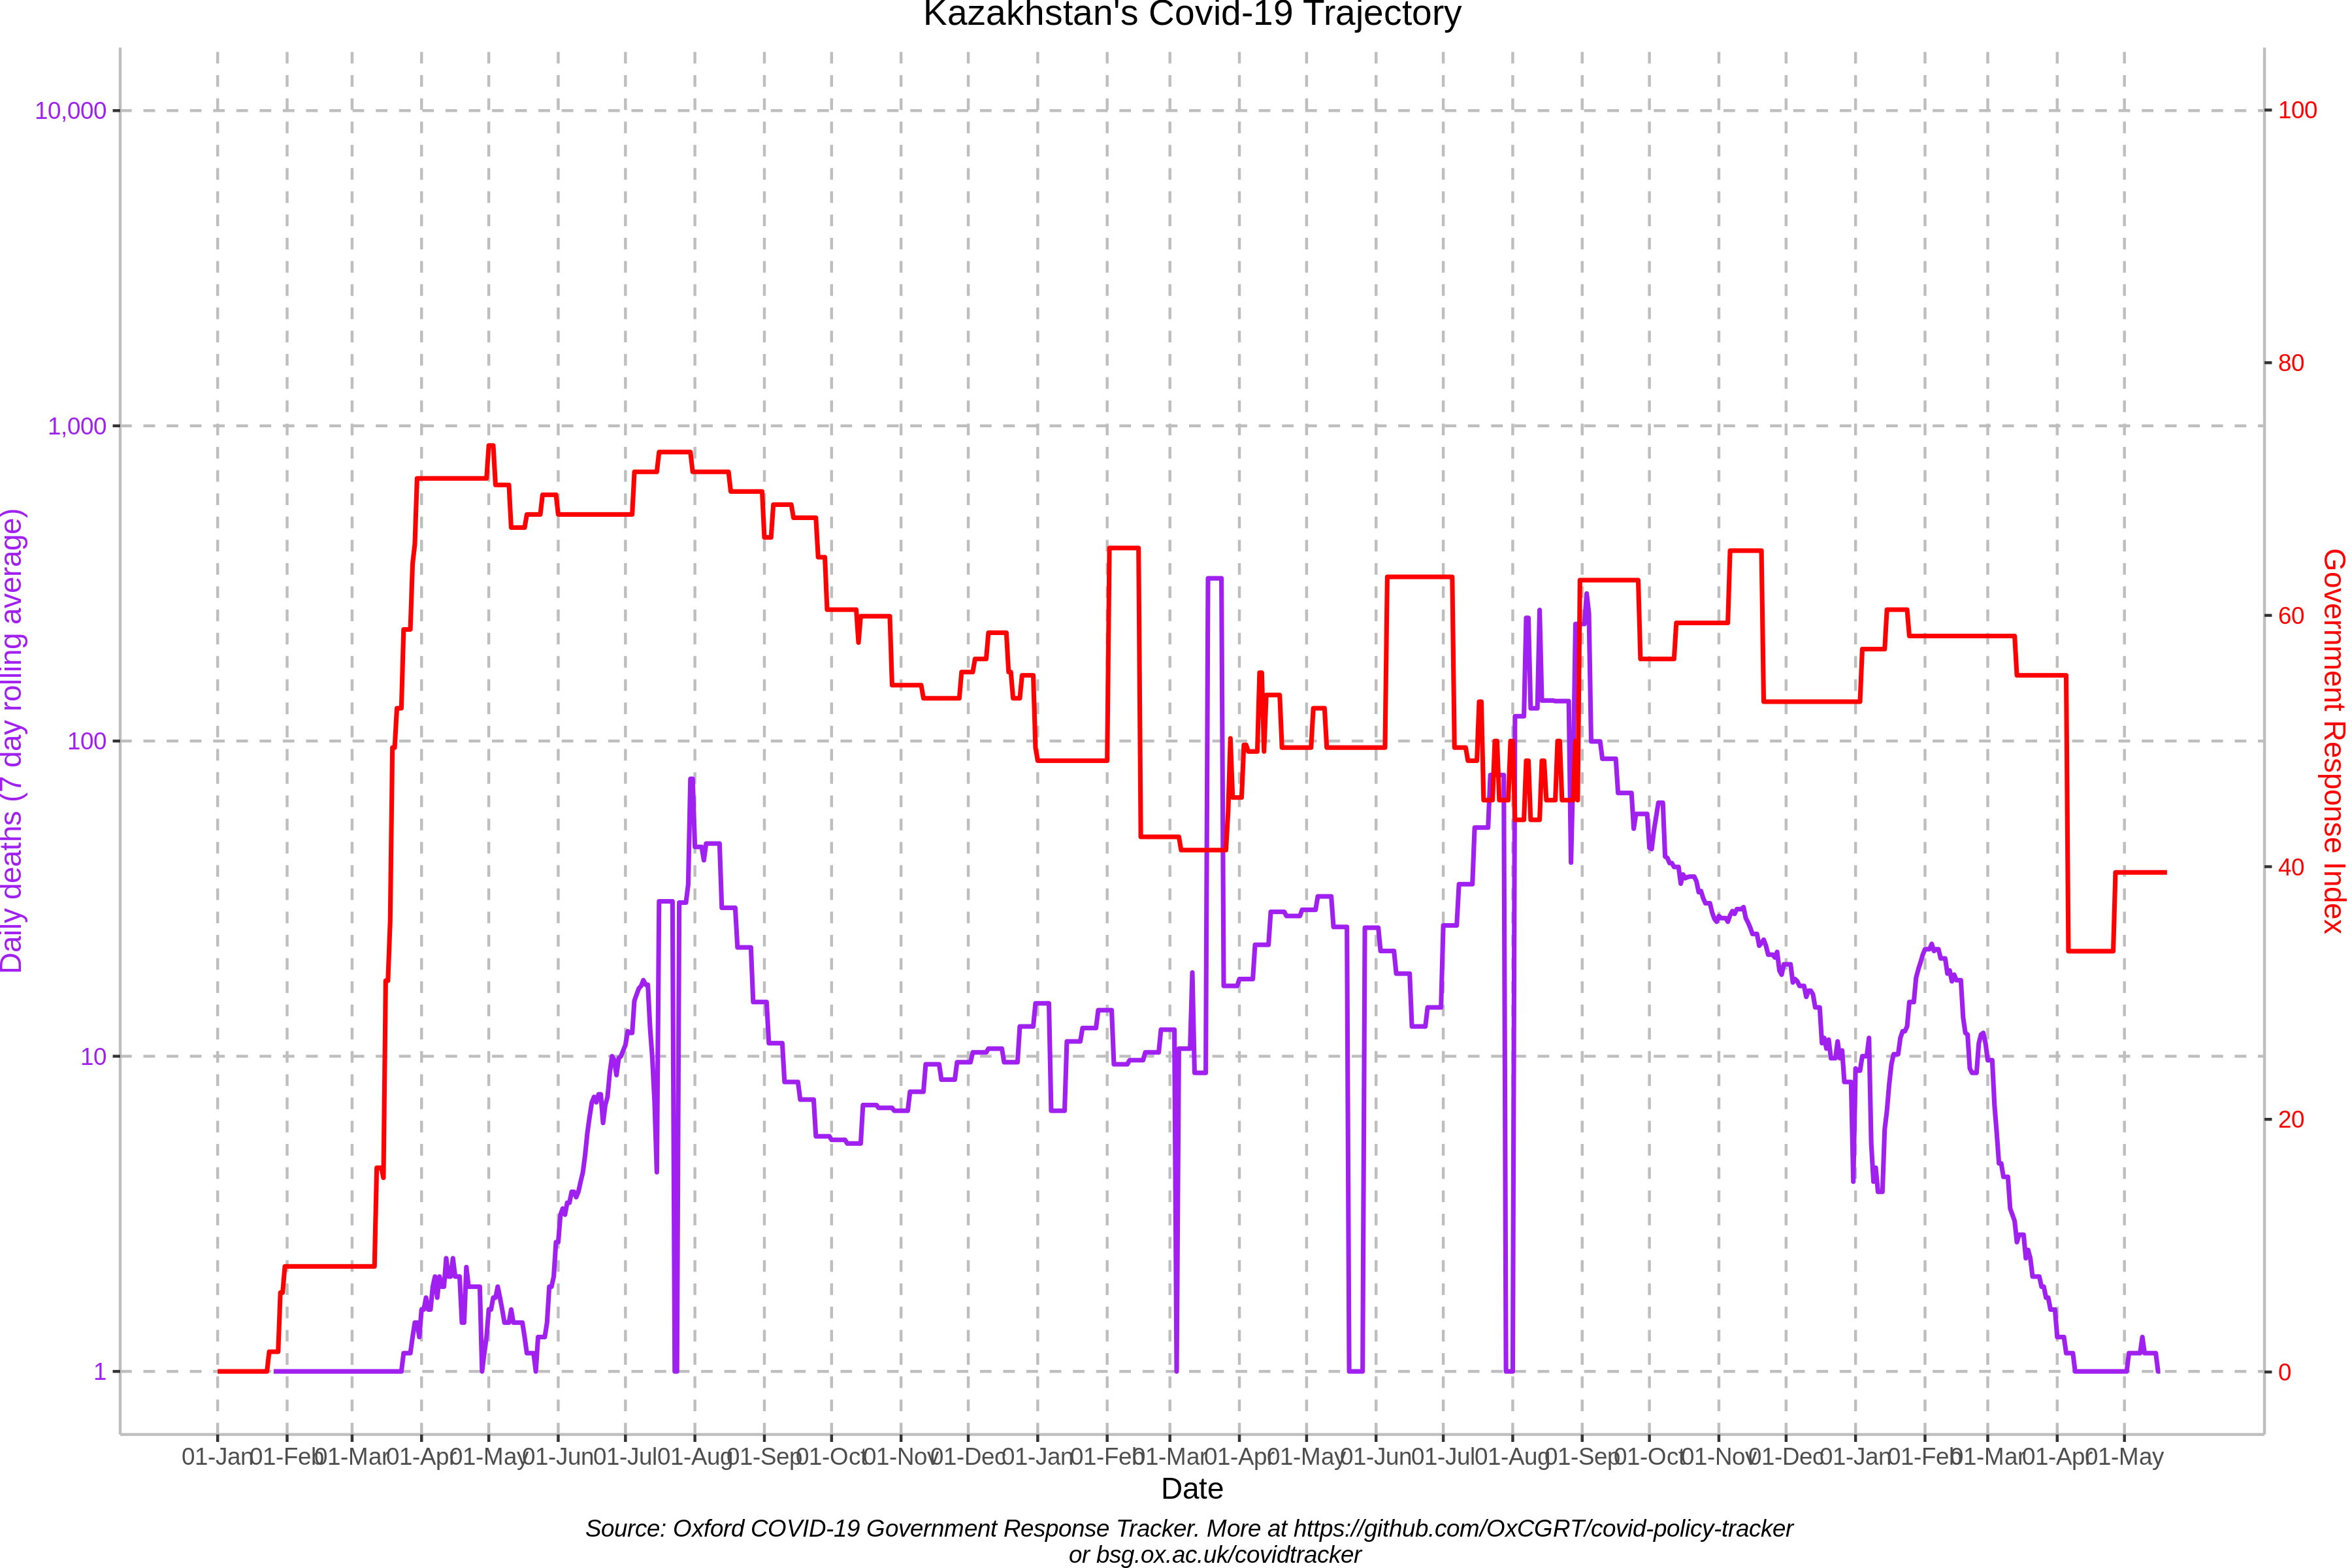 Kazakhstan's Covid-19 Trajectory
10,000
1,000
100
10
1
Daily deaths (7 day rolling average)
100
80
60
40
20
0
Government Response Index
01-Jan 01-Feb 01-Mar 01-Apr 01-May 01-Jun 01-Jul 01-Aug 01-Sep 01-Oct 01-Nov 01-Dec 01-Jan 01-Feb 01-Mar 01-Apr 01-May 01-Jun 01-Jul 01-Aug 01-Sep 01-Oct 01-Nov 01-Dec 01-Jan 01-Feb 01-Mar 01-Apr 01-May
Date
Source: Oxford COVID-19 Government Response Tracker. More at https://github.com/OxCGRT/covid-policy-tracker
or bsg.ox.ac.uk/covidtracker